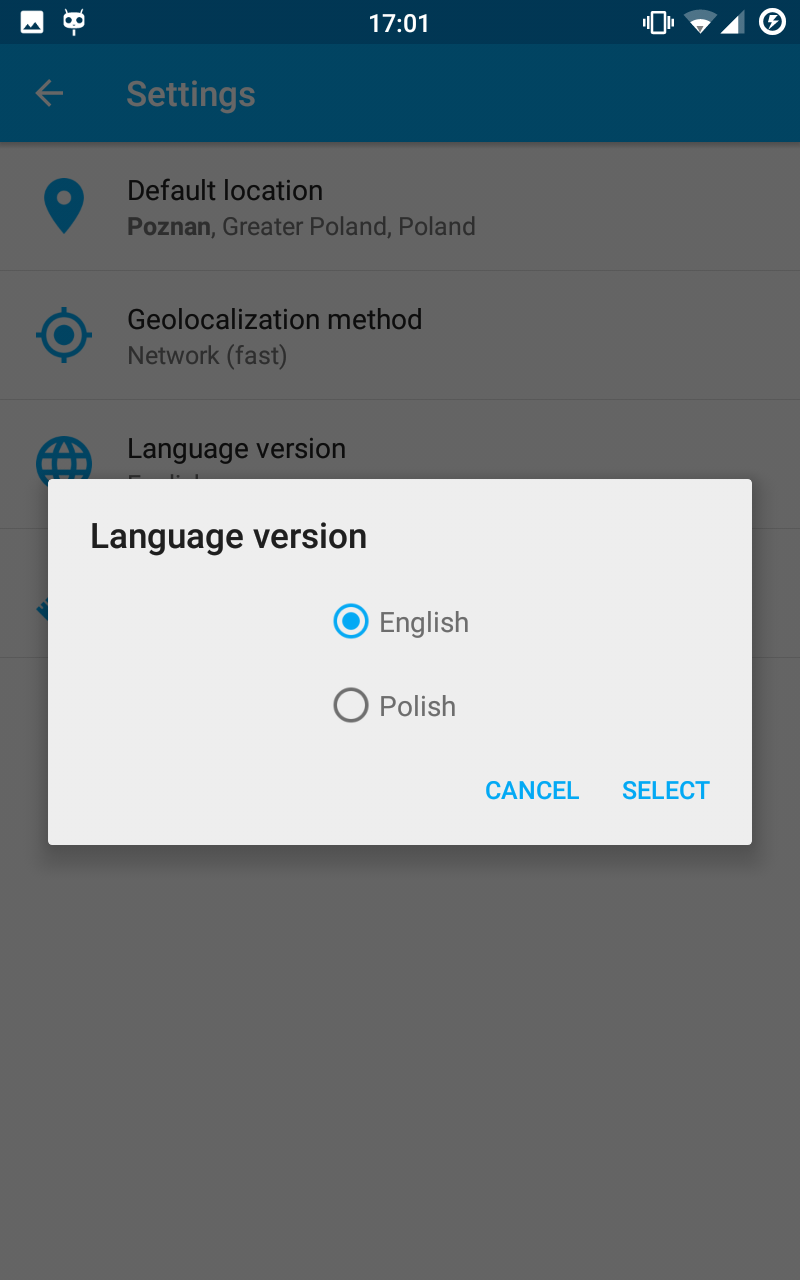 17:01
Settings
Default location
Poznan, Greater Poland, Poland
Geolocalization method
Network (fast)
Language version
Language version
English
Polish
CANCEL SELECT